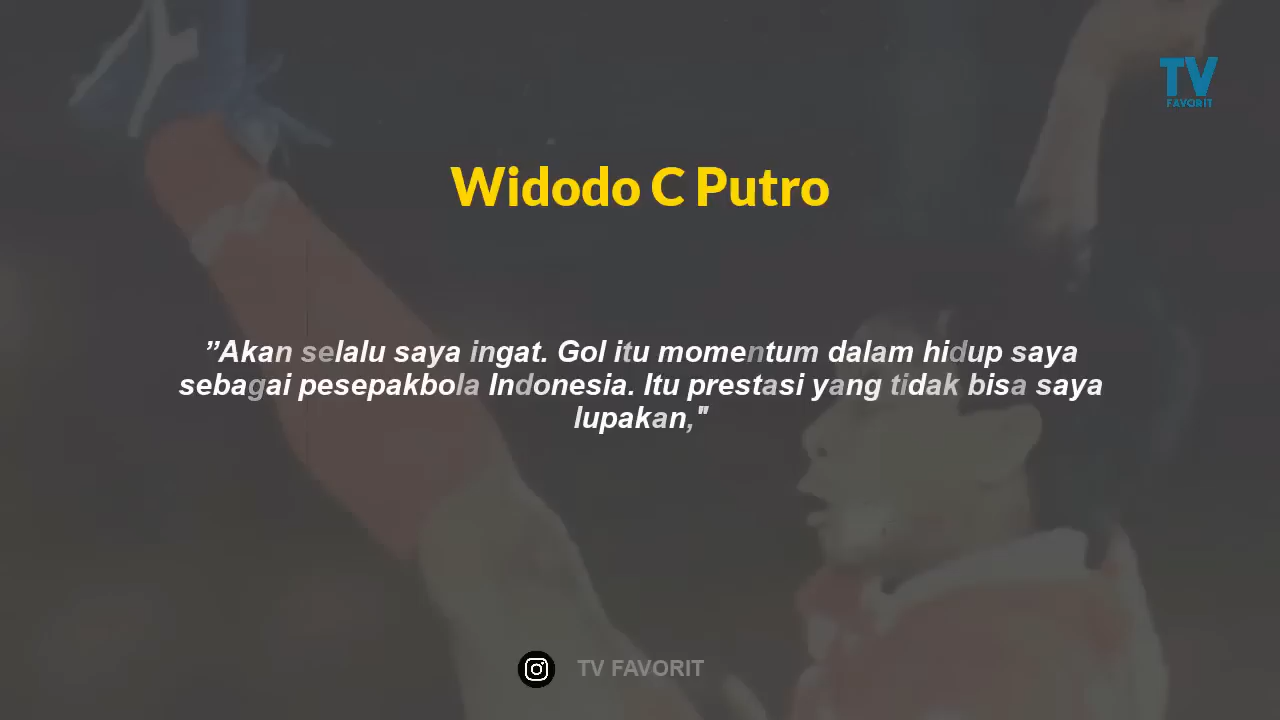 TV
FAVORIT
Widodo C Putro
”Akan selalu saya ingat. Gol itu momentum dalam hidup saya
sebagai pesepakbola Indonesia. Itu prestasi yang tidak bisa saya
lupakan,"
TV FAVORIT